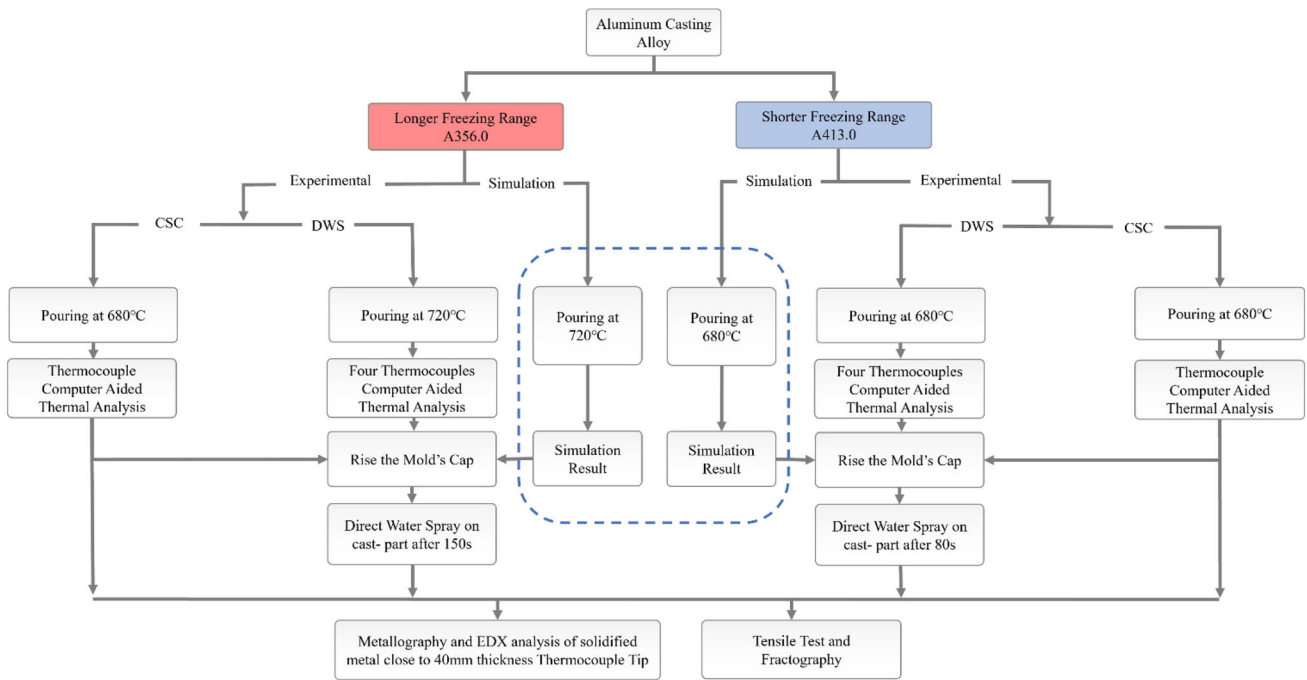 Aluminum Casting
Alloy
Longer Freezing Range
A356.0
Shorter Freezing Range
A413.0
Experimental
Simulation
Simulation
Experimental
CSC
DWS
DWS
CSC
Pouring at 680℃
Pouring at 720℃
Pouring at
720℃
Pouring at
680℃
Pouring at 680℃
Pouring at 680℃
Thermocouple
Computer Aided
Thermal Analysis
Four Thermoouples
Computer Aided
Thermal Analysis
Four Thermocouples
Computer Aided
Thermal Analysis
Thermocouple
Computer Aided
Thermal Analysis
Rise the Mold's Cap
Simulation
Result
Simulation
Result
Rise the Mold's Cap
Direct Water Spray on
cast- part after 150s
Direct Water Spray on
cast- part after 80s
Metallography and EDX analysis of solidified
metal close to 40mm thickness Thermocouple Tip
Tensile Test and
Fractography